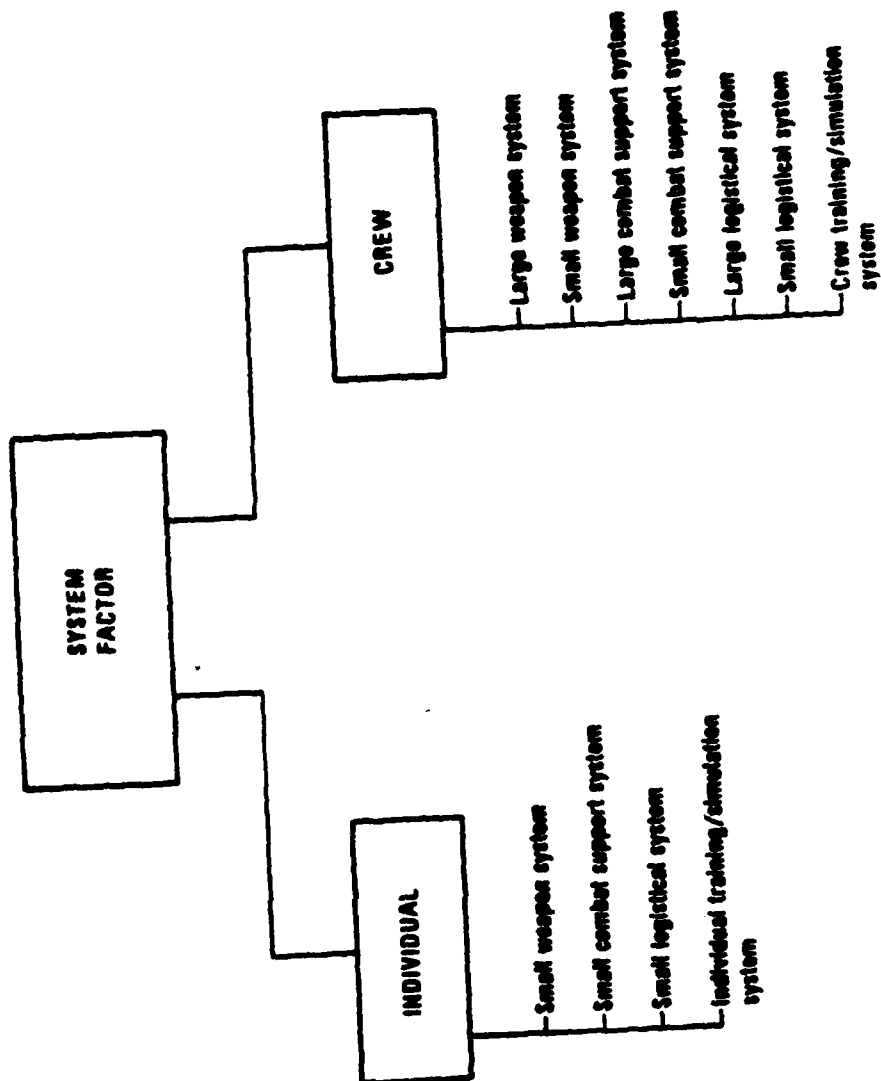 SYSTEM
FACTOR
INDIVIDUAL
Small weapon system
Small combat support system
Small logistical system
Individual training/simulation
system
CREW
Large weapon system
Small weapon system
Large combat support system
Small combat support system
Large logistical system
Small logistical system
Crew training/simulation
system